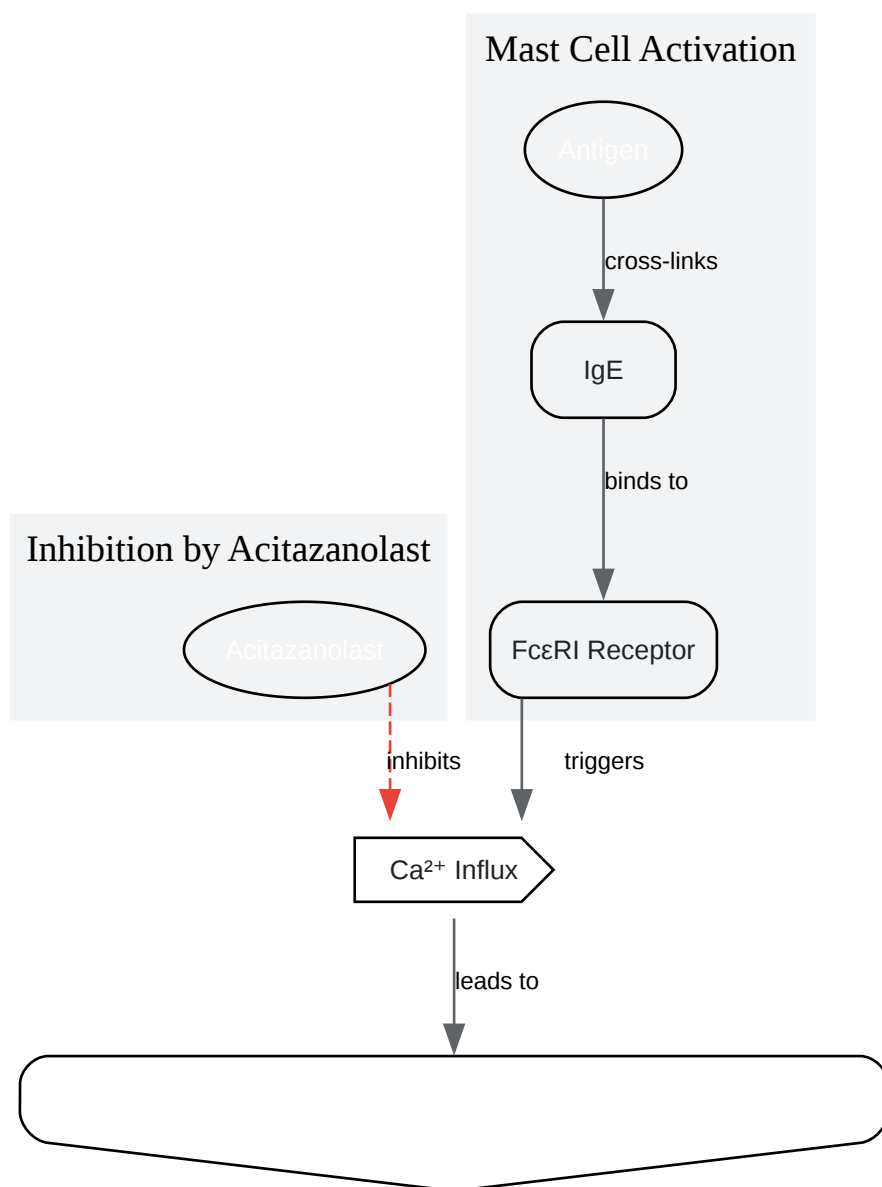 Mast Cell Activation
Antigen
cross-links
IgE
binds to
Inhibition by Acitazanolast
Acitazanolast
FcεRI Receptor
inhibits
triggers
Ca²⁺ Influx
leads to